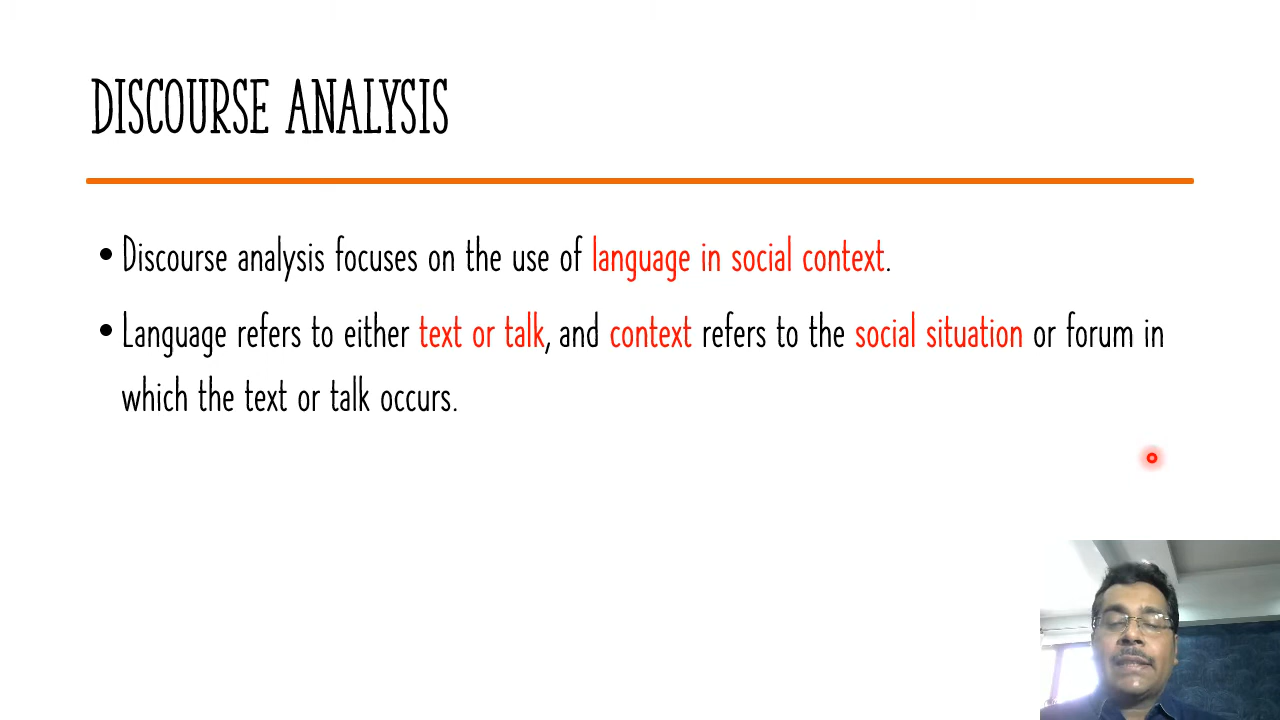 DISCOURSE ANALYSIS
• Discourse analysis focuses on the use of language in social context.
• Language refers to either text or talk, and context refers to the social situation or forum in
which the text or talk occurs.